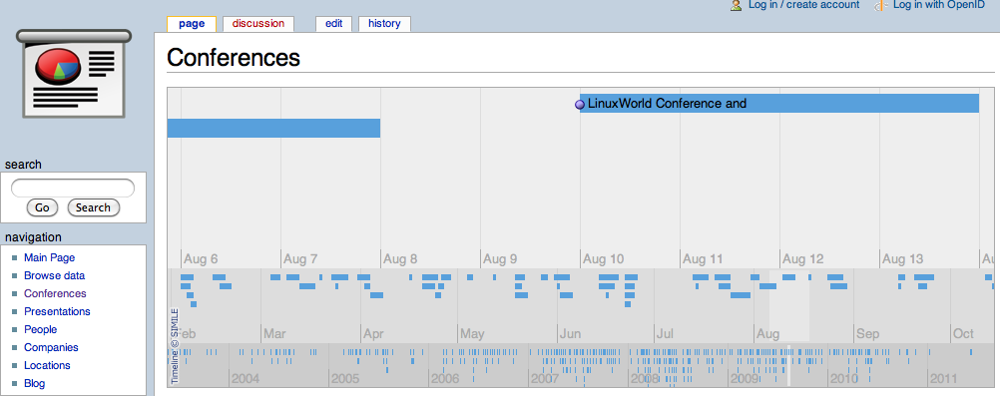 Log in / create account Log in with OpenID
page discussion edit history
Conferences
LinuxWorld Conference and
Aug 6 Aug 7 Aug 8 Aug 9 Aug 10 Aug 11 Aug 12 Aug 13
eb Mar Apr May Jun Jul Aug Sep Oct
2004 2005 2006 2007 2008 2009 2010 2011
Timeline © SIMILE
search
Go Search
navigation
Main Page
Browse data
Conferences
Presentations
People
Companies
Locations
Blog